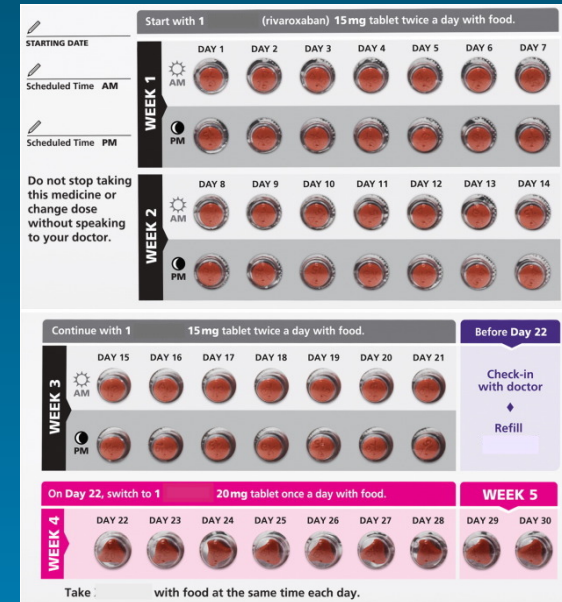 Start with 1 (rivaroxaban) 15 mg tablet twice a day with food.
STARTING DATE
Scheduled Time AM
Scheduled Time PM
Do not stop taking
this medicine or
change dose
without speaking
to your doctor.
WEEK 1
DAY 1 DAY 2 DAY 3 DAY 4 DAY 5 DAY 6 DAY 7
AM
PM
WEEK 2
DAY 8 DAY 9 DAY 10 DAY 11 DAY 12 DAY 13 DAY 14
AM
PM
Continue with 1 15 mg tablet twice a day with food.
Before Day 22
WEEK 3
DAY 15 DAY 16 DAY 17 DAY 18 DAY 19 DAY 20 DAY 21
AM
PM
Check-in
with doctor
Refill
On Day 22, switch to 1 20 mg tablet once a day with food.
WEEK 5
WEEK 4
DAY 22 DAY 23 DAY 24 DAY 25 DAY 26 DAY 27 DAY 28 DAY 29 DAY 30
Take with food at the same time each day.